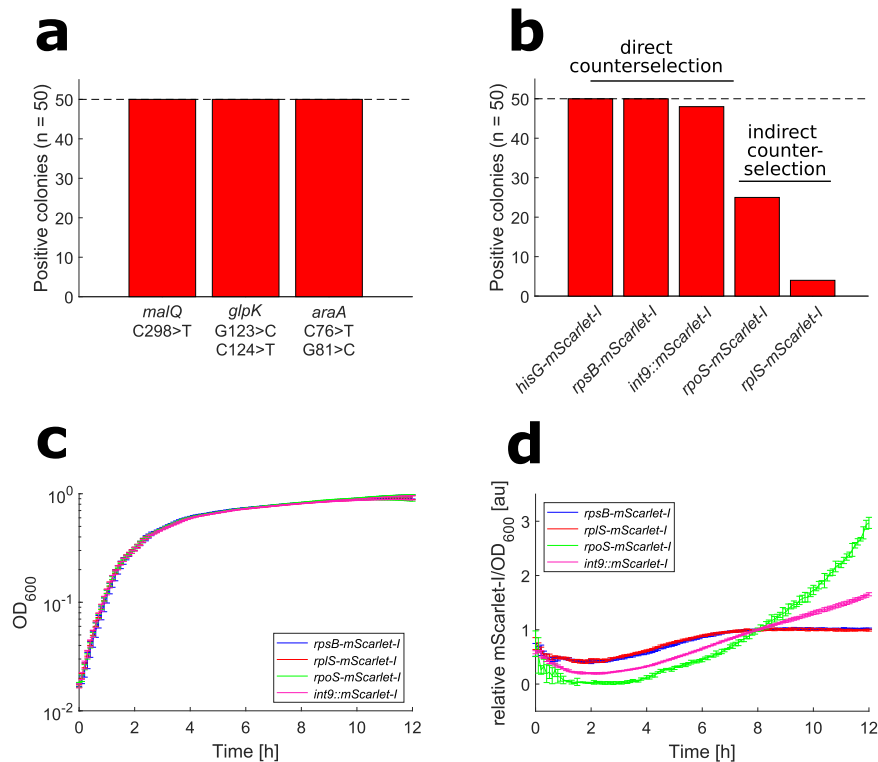 a
Positive colonies (n = 50)
50
40
30
20
10
0
malQ
C298>T
glpK
G123>C
C124>T
araA
C76>T
G81>C
b
direct
counterselection
indirect
counter-
selection
Positive colonies (n = 50)
50
40
30
20
10
0
hisG-mScarlet-I
rpsB-mScarlet-I
int9::mScarlet-I
rpoS-mScarlet-I
rplS-mScarlet-I
c
OD600
10^0
10^-1
10^-2
rpsB-mScarlet-I
rplS-mScarlet-I
rpoS-mScarlet-I
int9::mScarlet-I
0 2 4 6 8 10 12
Time [h]
d
relative mScarlet-I/OD600 [au]
3
2
1
0
rpsB-mScarlet-I
rplS-mScarlet-I
rpoS-mScarlet-I
int9::mScarlet-I
0 2 4 6 8 10 12
Time [h]